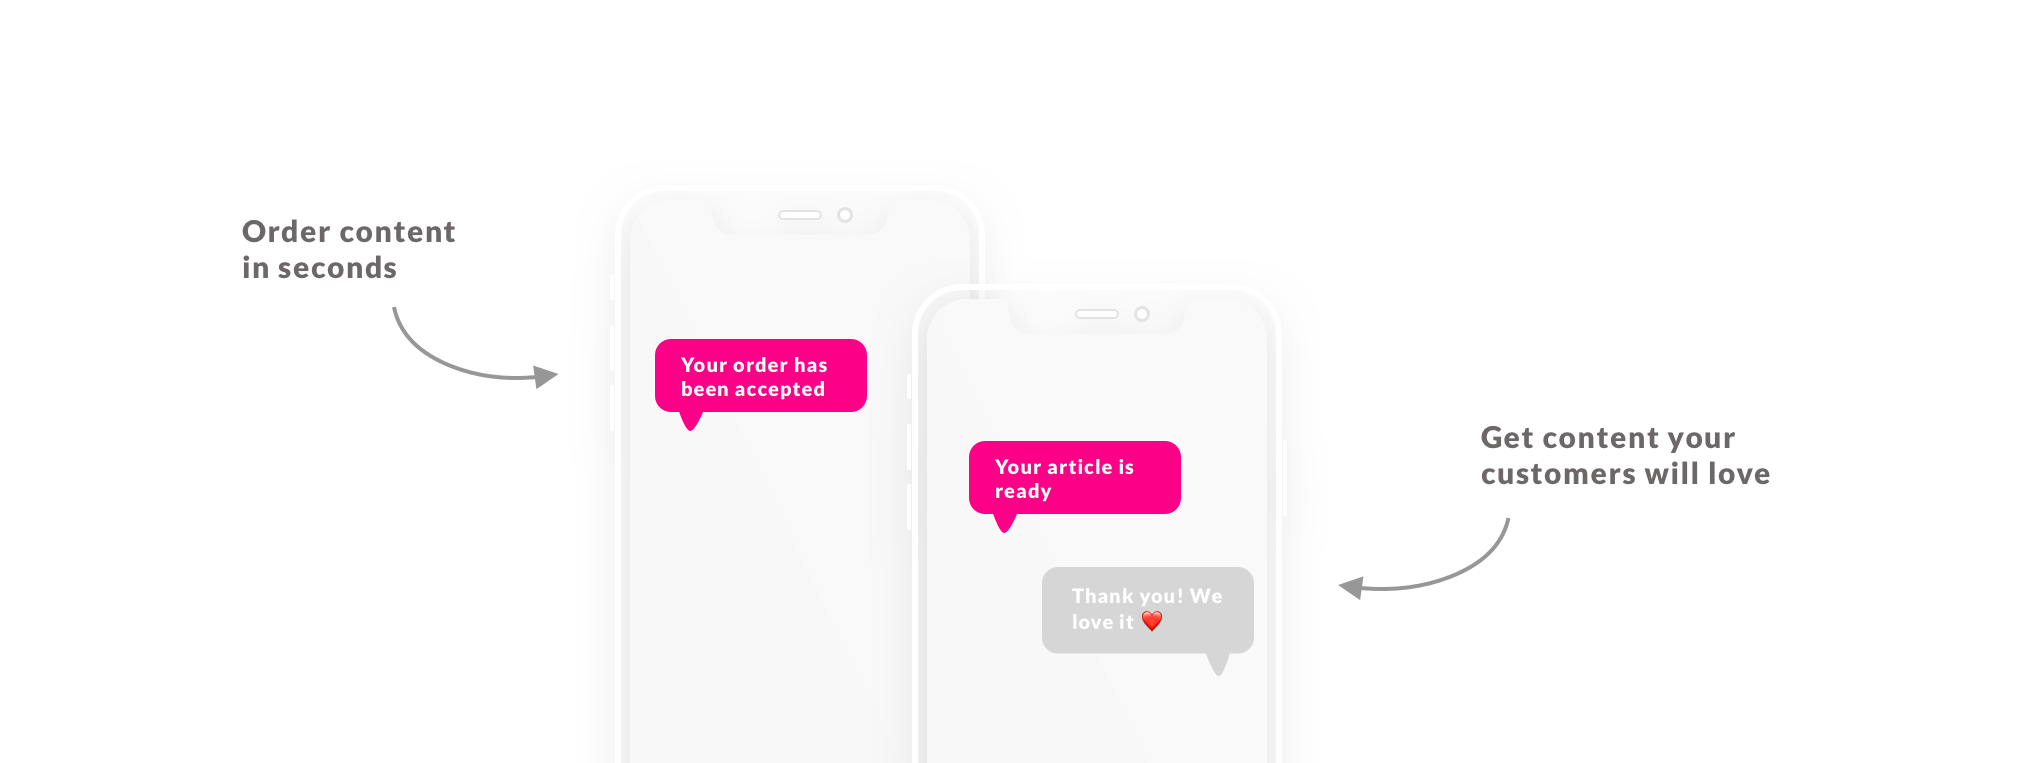 Order content
in seconds
Your order has
been accepted
Your article is
ready
Thank you! We
love it ❤️
Get content your
customers will love